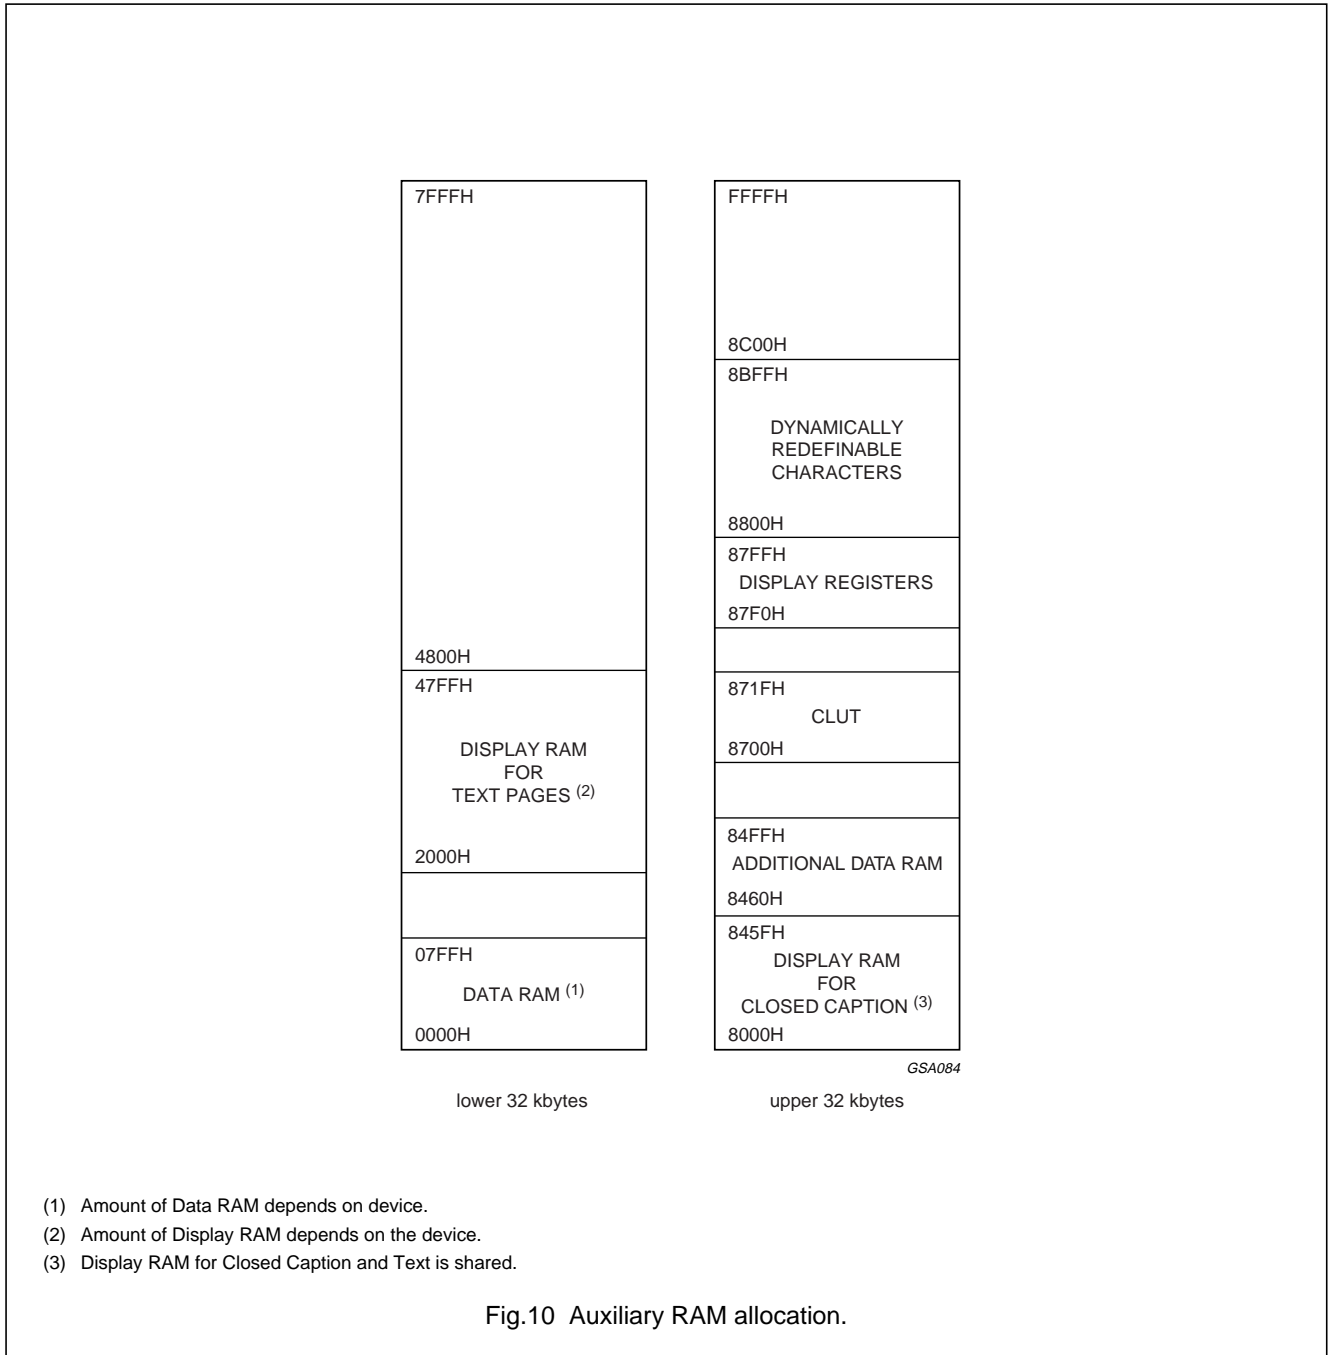 7FFFH
4800H
47FFH
DISPLAY RAM
FOR
TEXT PAGES (2)
2000H
07FFH
DATA RAM (1)
0000H
lower 32 kbytes
FFFFH
8C00H
8BFFH
DYNAMICALLY
REDEFINABLE
CHARACTERS
8800H
87FFH
DISPLAY REGISTERS
87F0H
871FH
CLUT
8700H
84FFH
ADDITIONAL DATA RAM
8460H
845FH
DISPLAY RAM
FOR
CLOSED CAPTION (3)
8000H
GSA084
upper 32 kbytes
(1) Amount of Data RAM depends on device.
(2) Amount of Display RAM depends on the device.
(3) Display RAM for Closed Caption and Text is shared.
Fig.10 Auxiliary RAM allocation.